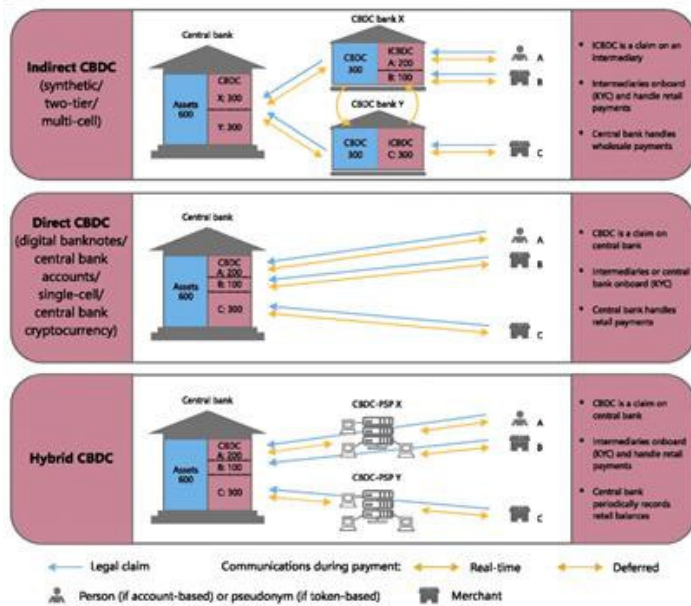 Indirect CBDC
(synthetic/
two-tier/
multi-cell)
Central bank
Assets
600
CBDC
X: 300
Y: 300
CBDC bank X
CBDC
300
ICBDC
A: 200
B: 100
CBDC bank Y
CBDC
300
ICBDC
C: 300
A
B
C
• ICBDC is a claim on an
intermediary
• Intermediaries onboard
(KYC) and handle retail
payments
• Central bank handles
wholesale payments
Direct CBDC
(digital banknotes/
central bank
accounts/
single-cell/
central bank
cryptocurrency)
Central bank
Assets
600
CBDC
A: 200
B: 100
C: 300
A
B
C
• CBDC is a claim on
central bank
• Intermediaries or central
bank onboard (KYC)
• Central bank handles
retail payments
Hybrid CBDC
Central bank
Assets
600
CBDC
A: 200
B: 100
C: 300
CBDC-PSP X
CBDC-PSP Y
A
B
C
• CBDC is a claim on
central bank
• Intermediaries onboard
(KYC) and handle retail
payments
• Central bank
periodically records
retail balances
Legal claim
Communications during payment:
Real-time
Deferred
Person (if account-based) or pseudonym (if token-based)
Merchant